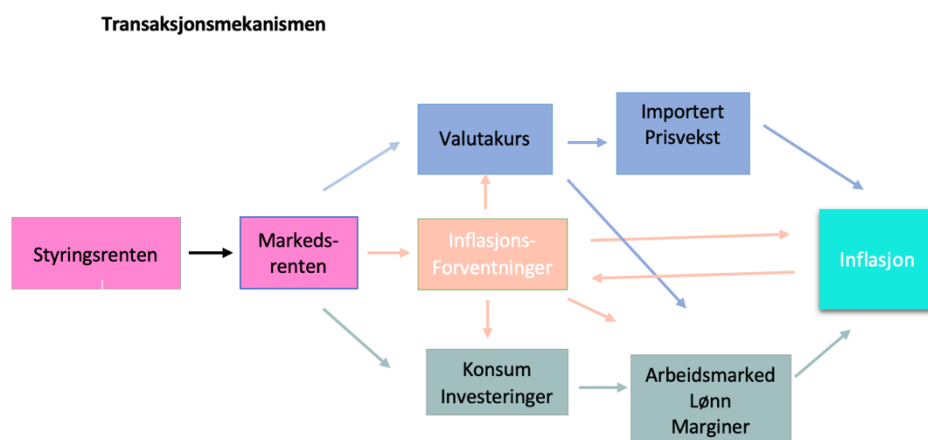 Transaksjonsmekanismen
Valutakurs
Importert
Prisvekst
Styringsrenten
Markeds-
renten
Inflasjons-
Forventninger
Inflasjon
Konsum
Investeringer
Arbeidsmarked
Lønn
Marginer